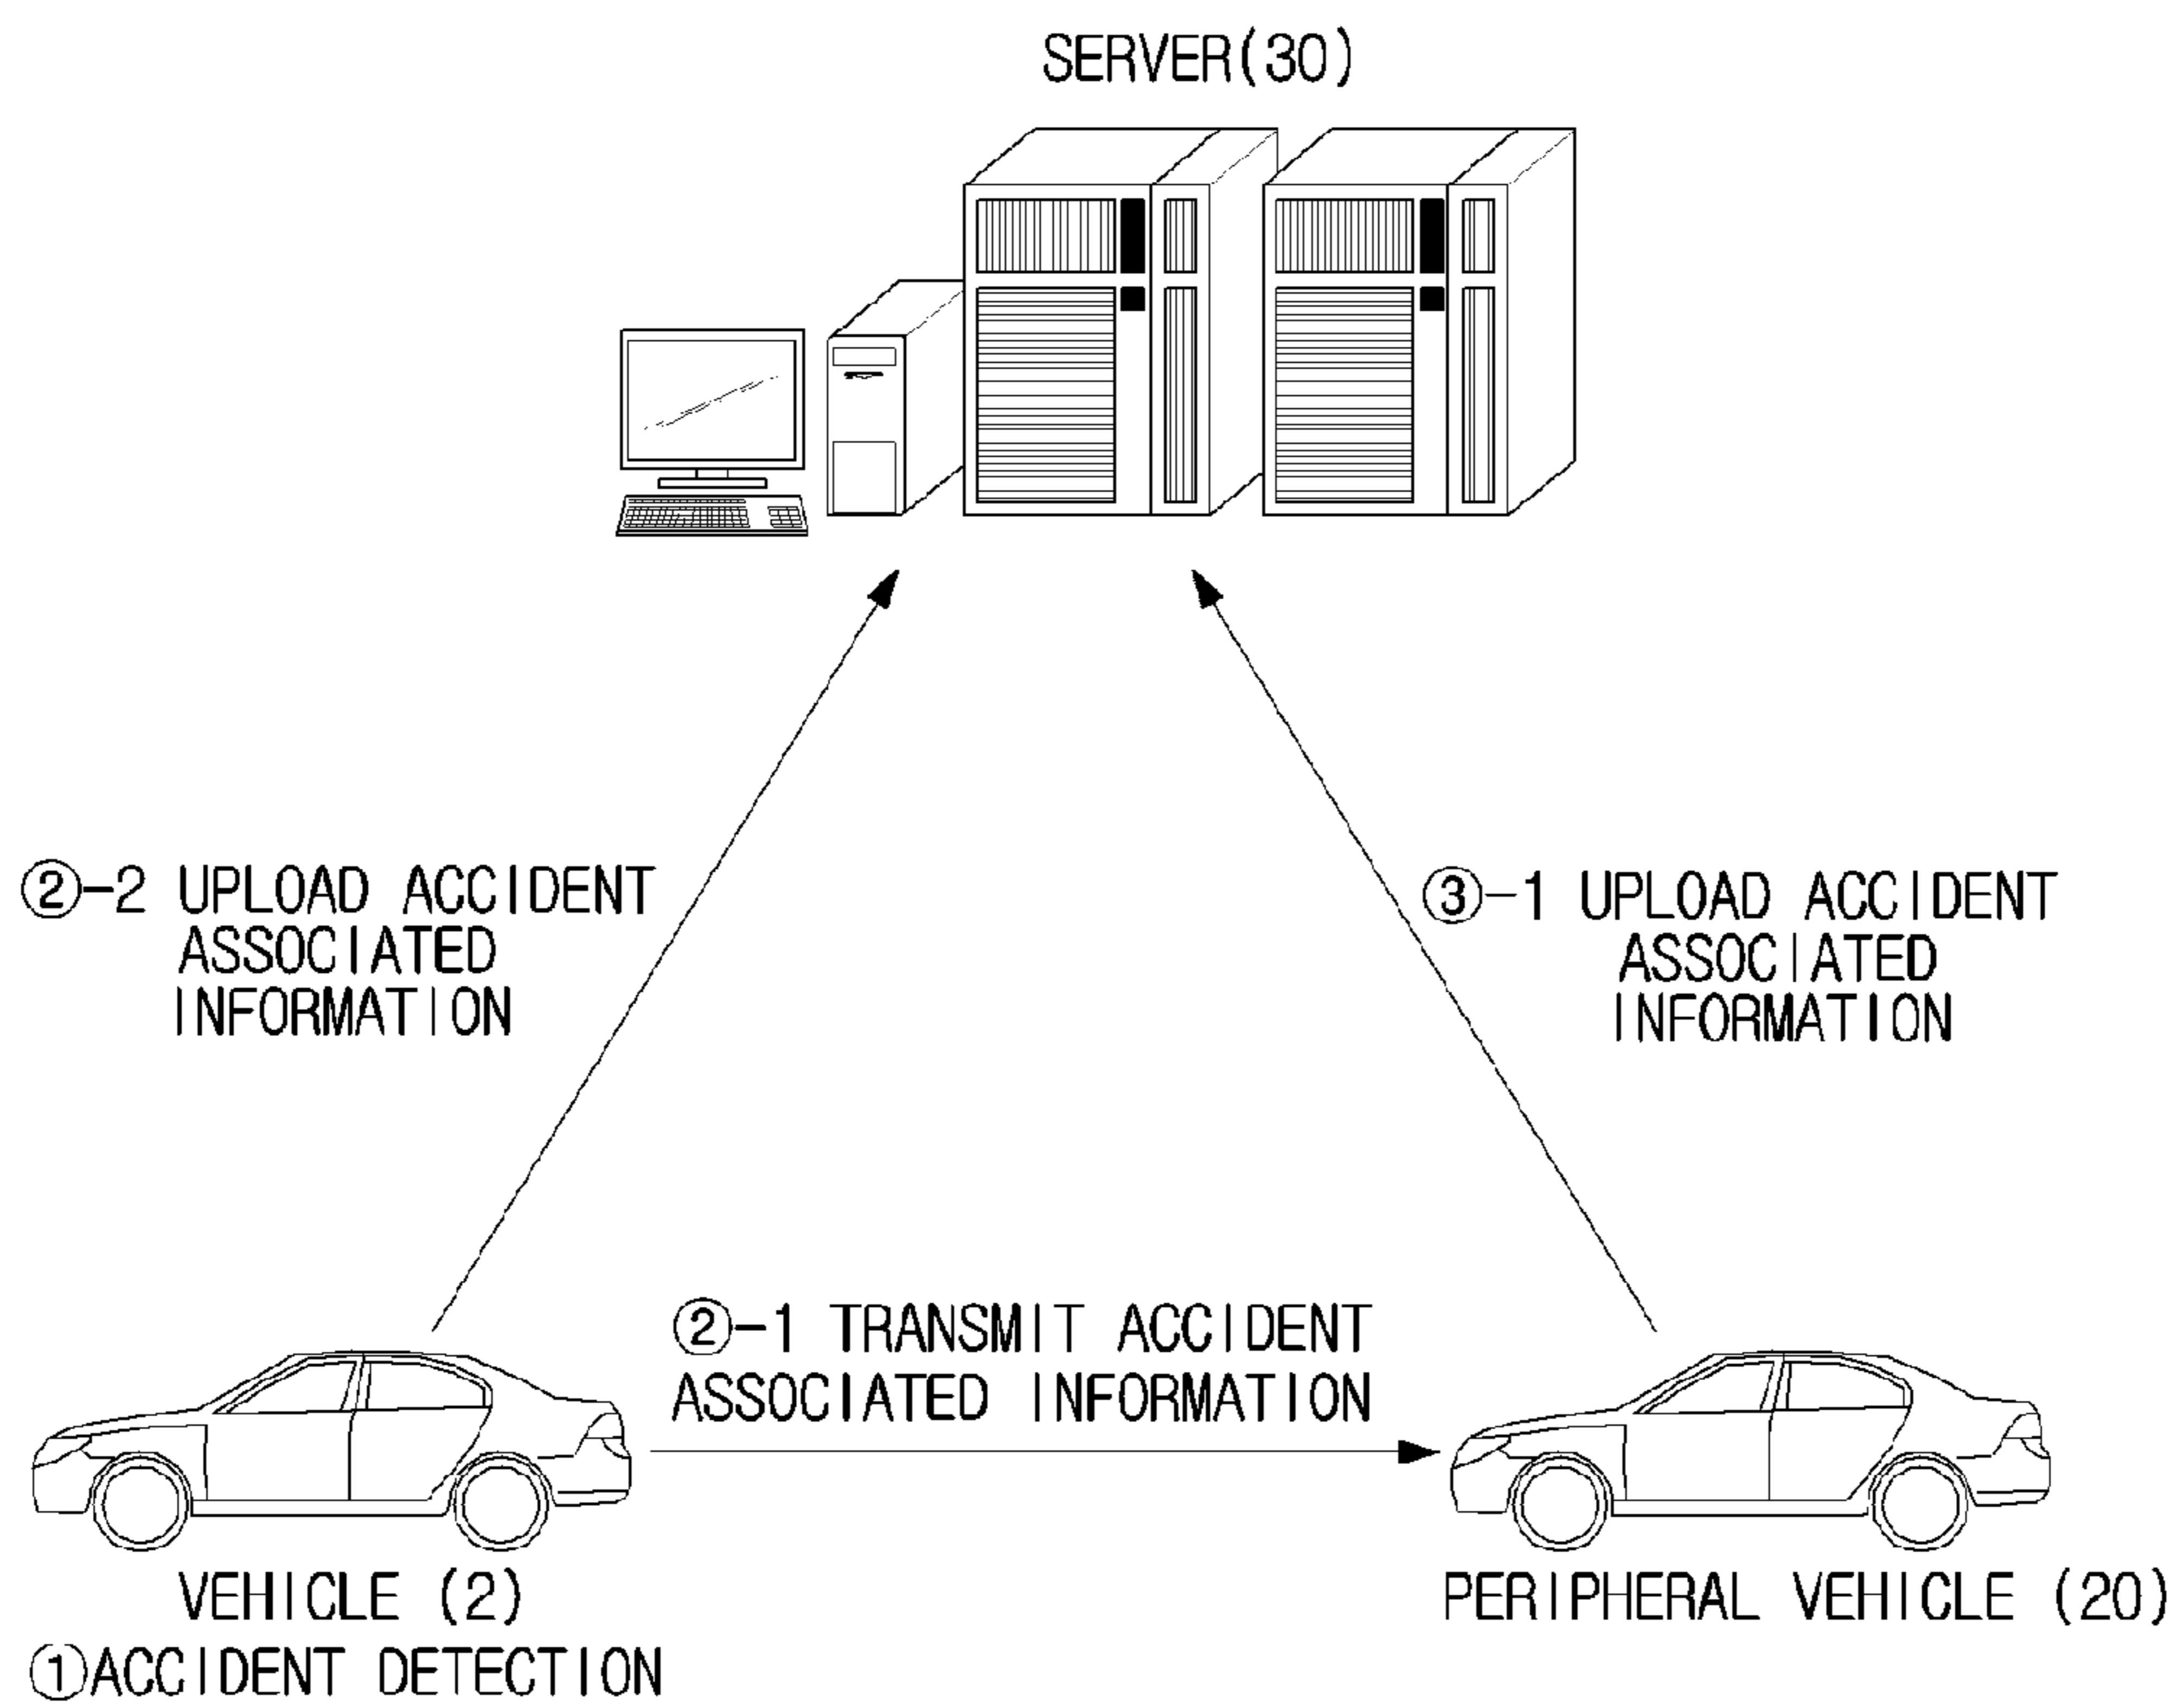 SERVER(30)
②-2 UPLOAD ACCIDENT
ASSOCIATED
INFORMATION
③-1 UPLOAD ACCIDENT
ASSOCIATED
INFORMATION
②-1 TRANSMIT ACCIDENT
ASSOCIATED INFORMATION
VEHICLE (2)
①ACCIDENT DETECTION
PERIPHERAL VEHICLE (20)